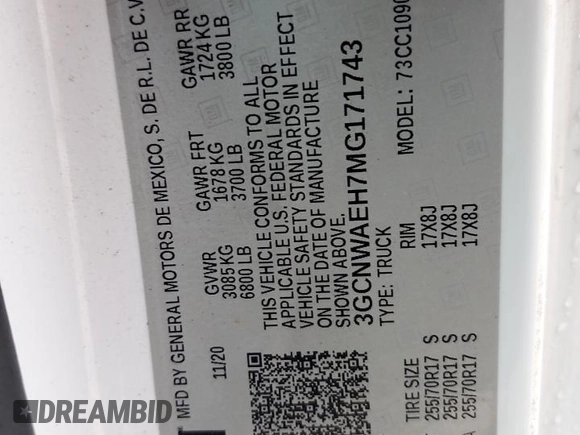 MFD BY GENERAL MOTORS DE MEXICO, S. DE R.L. DE C.V
11/20
GVWR
3085 KG
6800 LB
GAWR FRT
1678 KG
3700 LB
GAWR RR
1724 KG
3800 LB
THIS VEHICLE CONFORMS TO ALL
APPLICABLE U.S. FEDERAL MOTOR
VEHICLE SAFETY STANDARDS IN EFFECT
ON THE DATE OF MANUFACTURE
SHOWN ABOVE.
3GCNWAEH7MG171743
TYPE: TRUCK
MODEL: 73CC1090
TIRE SIZE RIM
255/70R17 S 17X8J
255/70R17 S 17X8J
255/70R17 S 17X8J
DREAMBID